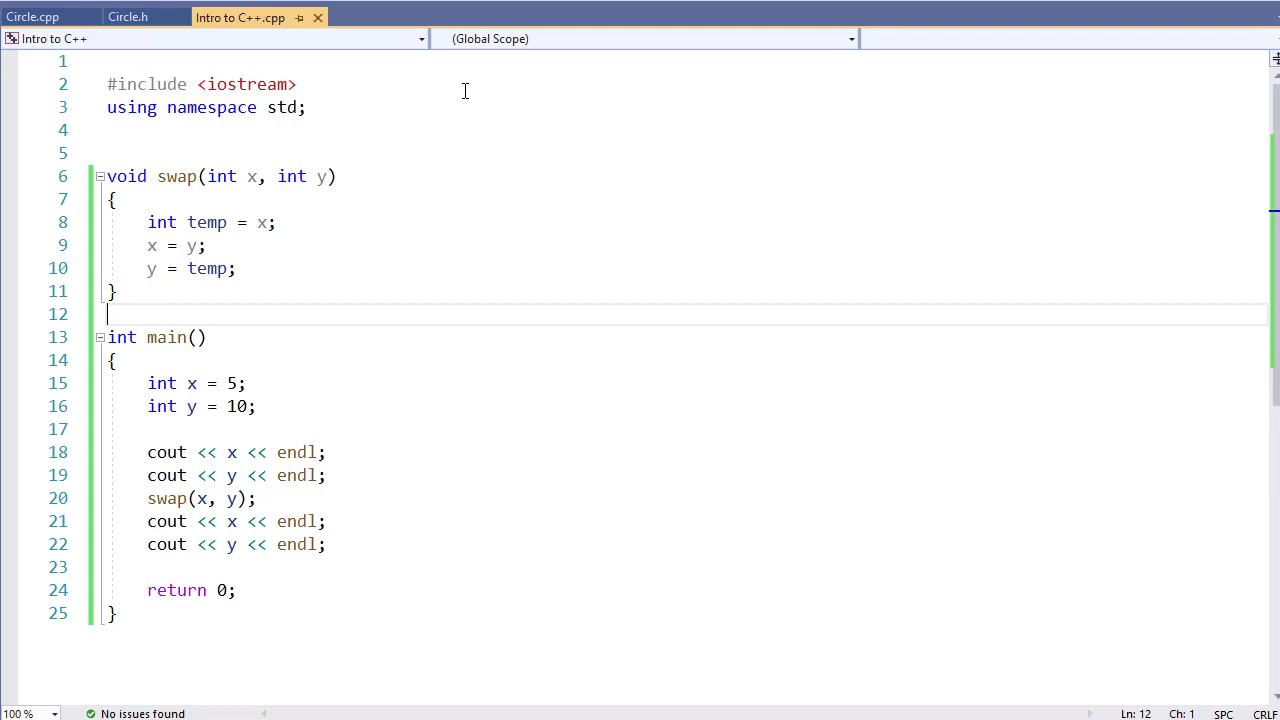 Circle.cpp Circle.h Intro to C++.cpp
Intro to C++ (Global Scope)
1
2 #include <iostream>
3 using namespace std;
4
5
6 void swap(int x, int y)
7 {
8     int temp = x;
9     x = y;
10     y = temp;
11 }
12
13 int main()
14 {
15     int x = 5;
16     int y = 10;
17
18     cout << x << endl;
19     cout << y << endl;
20     swap(x, y);
21     cout << x << endl;
22     cout << y << endl;
23
24     return 0;
25 }
100 % No issues found Ln: 12 Ch: 1 SPC CRLF